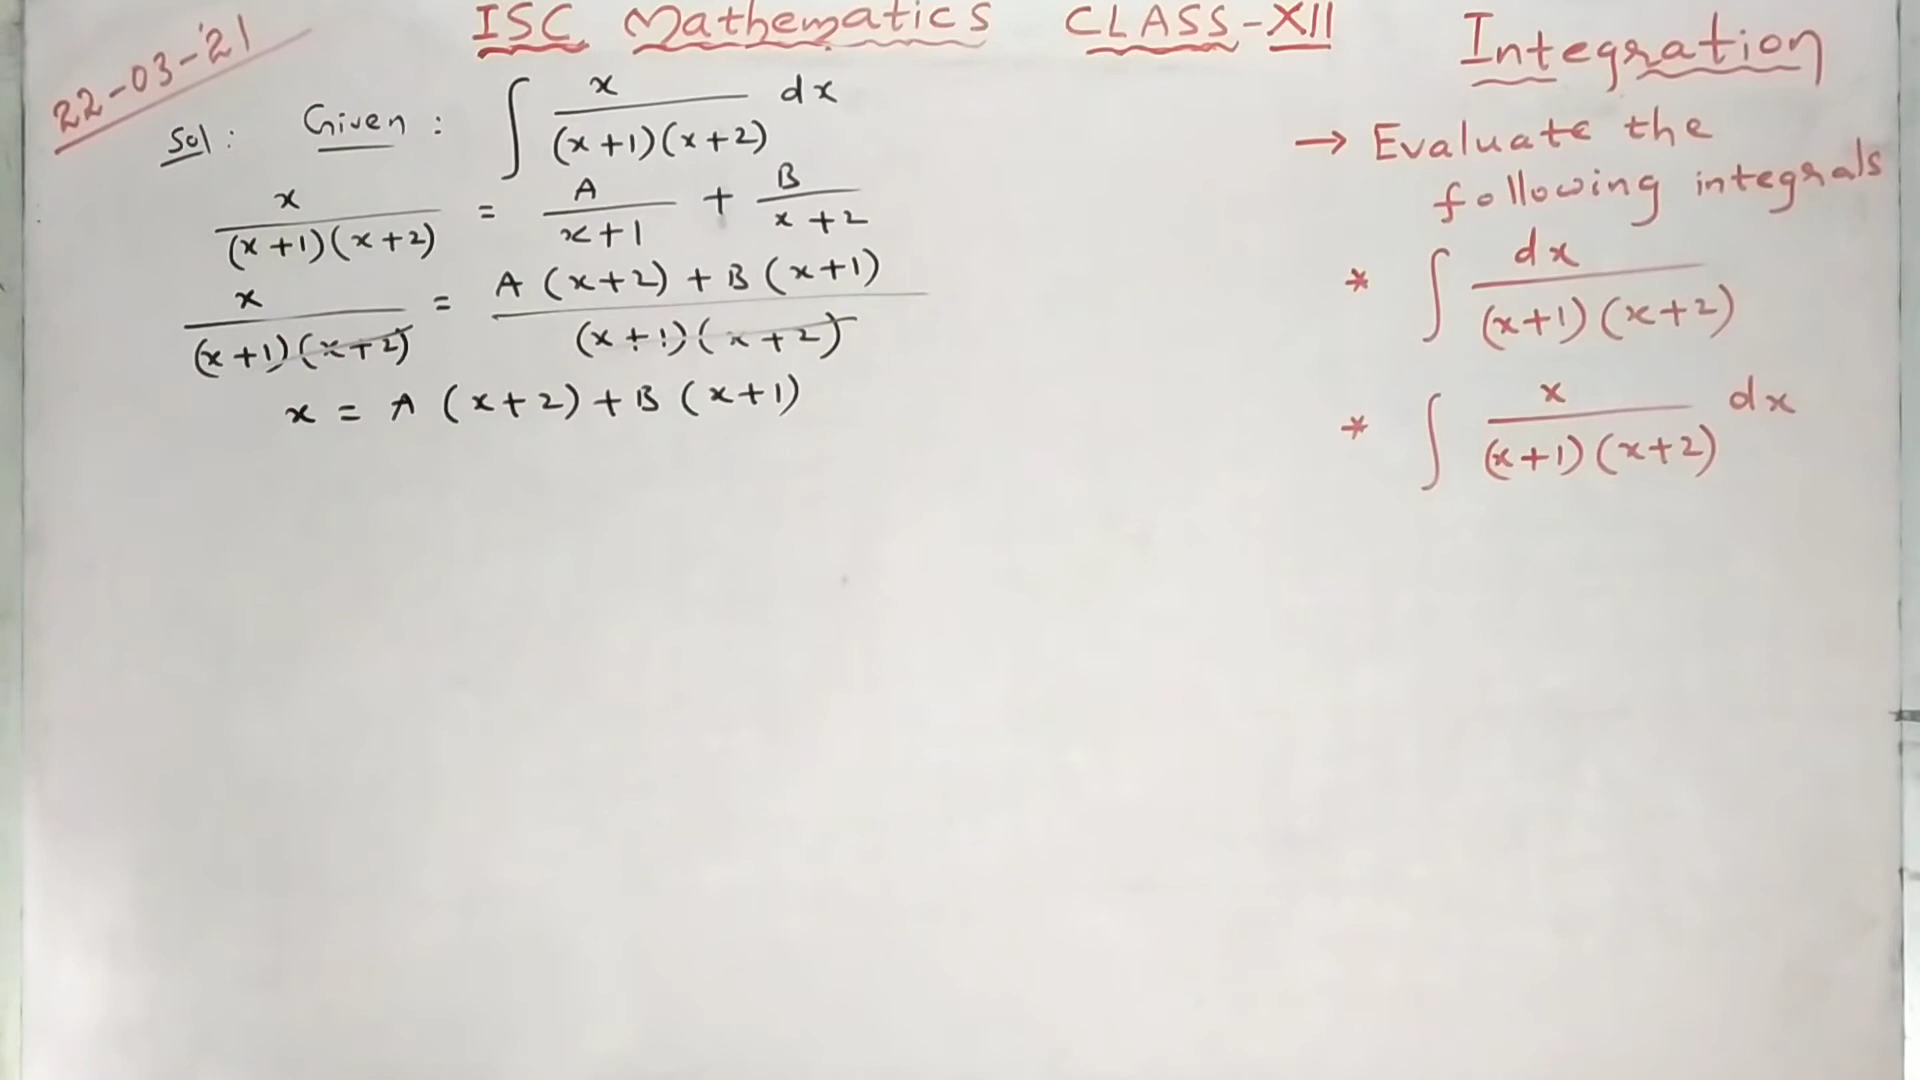 22-03-'21
ISC Mathematics CLASS-XII
Integration
Sol: Given: ∫ x/((x+1)(x+2)) dx
x/((x+1)(x+2)) = A/(x+1) + B/(x+2)
x/((x+1)(x+2)) = (A(x+2) + B(x+1))/((x+1)(x+2))
x = A(x+2) + B(x+1)
→ Evaluate the
following integrals
* ∫ dx/((x+1)(x+2))
* ∫ x/((x+1)(x+2)) dx